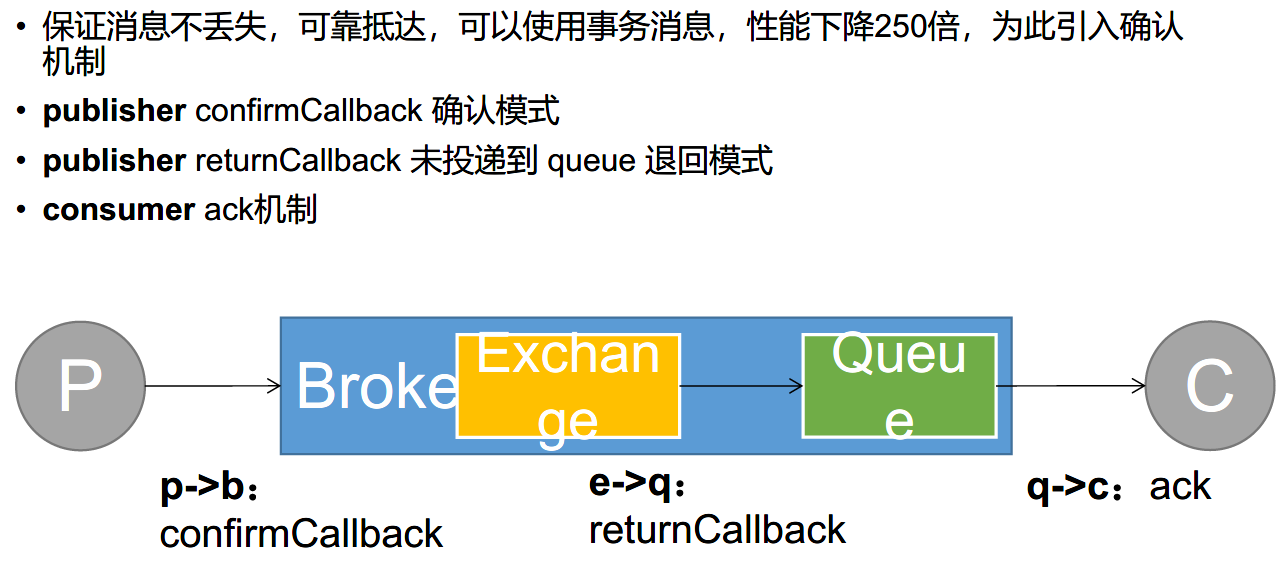 • 保证消息不丢失，可靠抵达，可以使用事务消息，性能下降250倍，为此引入确认
机制
• publisher confirmCallback 确认模式
• publisher returnCallback 未投递到 queue 退回模式
• consumer ack机制
P
Broke
Exchan
ge
Queu
e
C
p->b：
confirmCallback
e->q：
returnCallback
q->c：ack